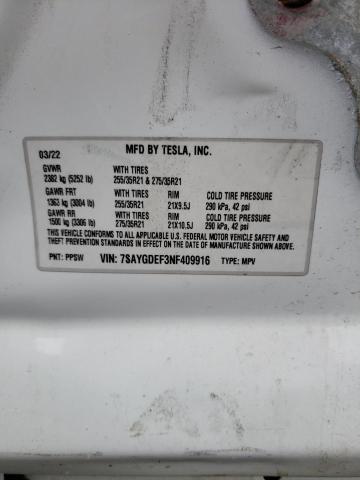 MFD BY TESLA, INC.
03/22
GVWR WITH TIRES
2382 kg (5252 lb) 255/35R21 & 275/35R21
GAWR FRT WITH TIRES RIM COLD TIRE PRESSURE
1363 kg (3004 lb) 255/35R21 21X9.5J 290 kPa, 42 psi
GAWR RR WITH TIRES RIM COLD TIRE PRESSURE
1500 kg (3306 lb) 275/35R21 21X10.5J 290 kPa, 42 psi
THIS VEHICLE CONFORMS TO ALL APPLICABLE U.S. FEDERAL MOTOR VEHICLE SAFETY AND
THEFT PREVENTION STANDARDS IN EFFECT ON THE DATE OF MANUFACTURE SHOWN ABOVE.
PNT: PPSW VIN: 7SAYGDEF3NF409916 TYPE: MPV